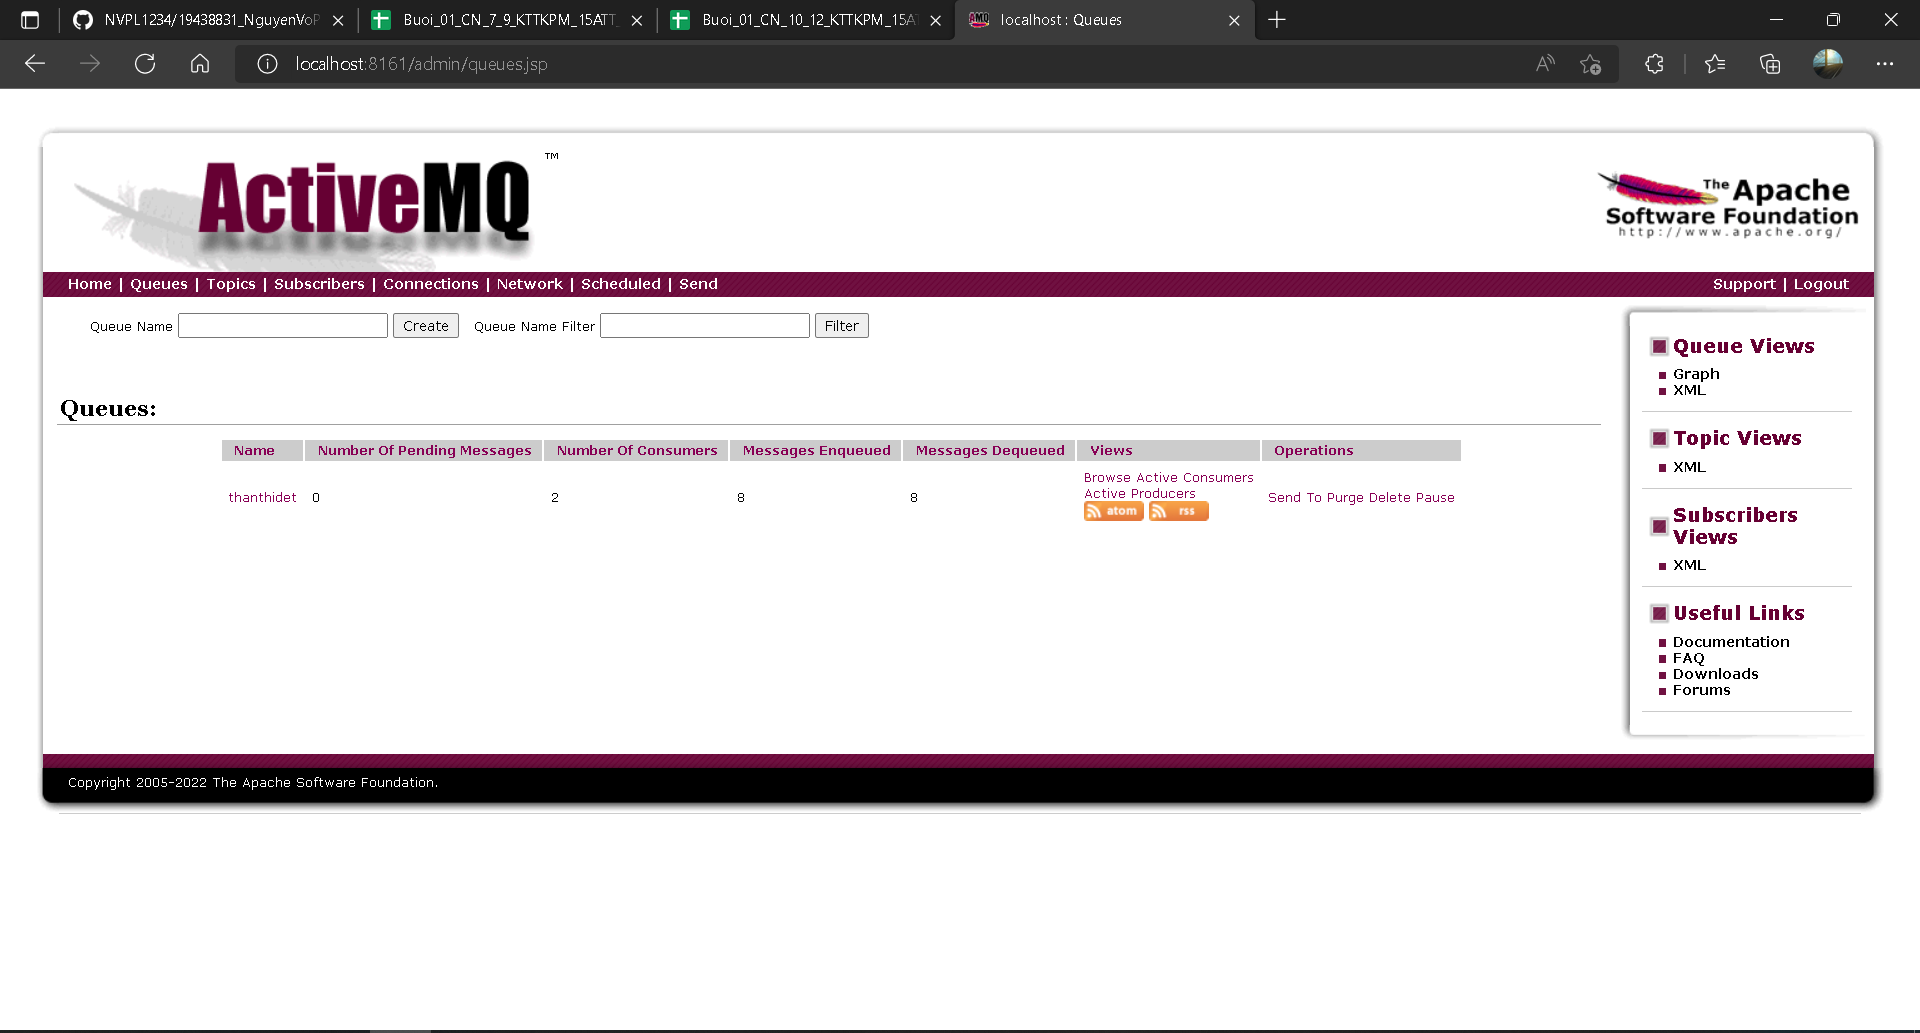 NVPL1234/19438831_NguyenVoP
Buoi_01_CN_7_9_KTTKPM_15ATT_
Buoi_01_CN_10_12_KTTKPM_15A
localhost : Queues
localhost:8161/admin/queues.jsp
ActiveMQ
TM
The Apache
Software Foundation
http://www.apache.org/
Home | Queues | Topics | Subscribers | Connections | Network | Scheduled | Send
Support | Logout
Queue Name
Create
Queue Name Filter
Filter
Queues:
Name Number Of Pending Messages Number Of Consumers Messages Enqueued Messages Dequeued Views Operations
thanthidet 0 2 8 8
Browse Active Consumers
Active Producers
atom rss
Send To Purge Delete Pause
Queue Views
Graph
XML
Topic Views
XML
Subscribers
Views
XML
Useful Links
Documentation
FAQ
Downloads
Forums
Copyright 2005-2022 The Apache Software Foundation.